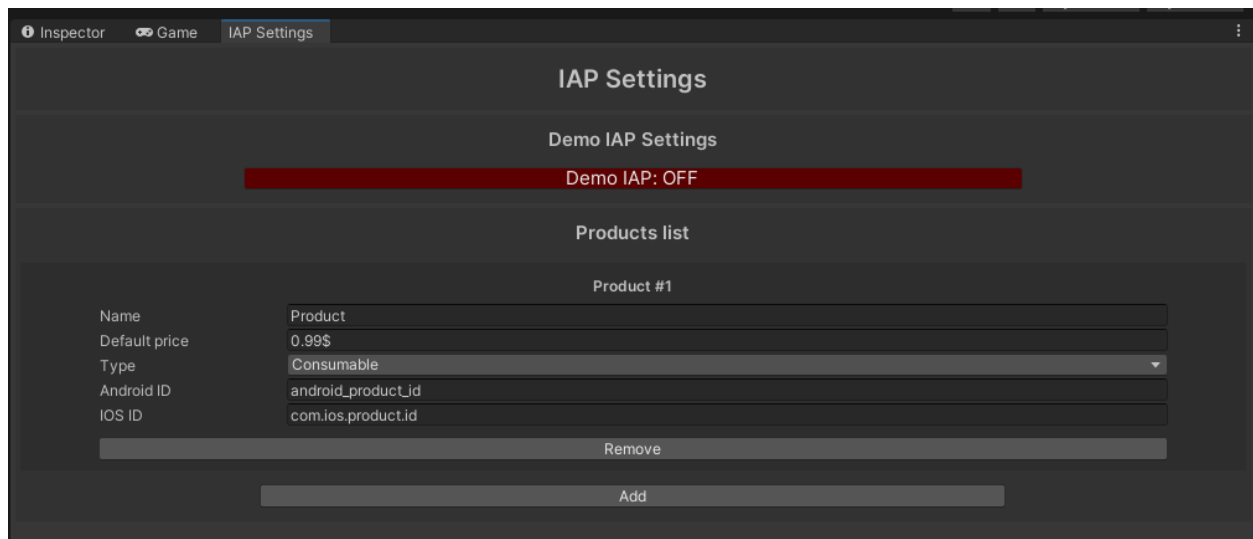 Inspector Game IAP Settings
IAP Settings
Demo IAP Settings
Demo IAP: OFF
Products list
Product #1
Name Product
Default price 0.99$
Type Consumable
Android ID android_product_id
IOS ID com.ios.product.id
Remove
Add